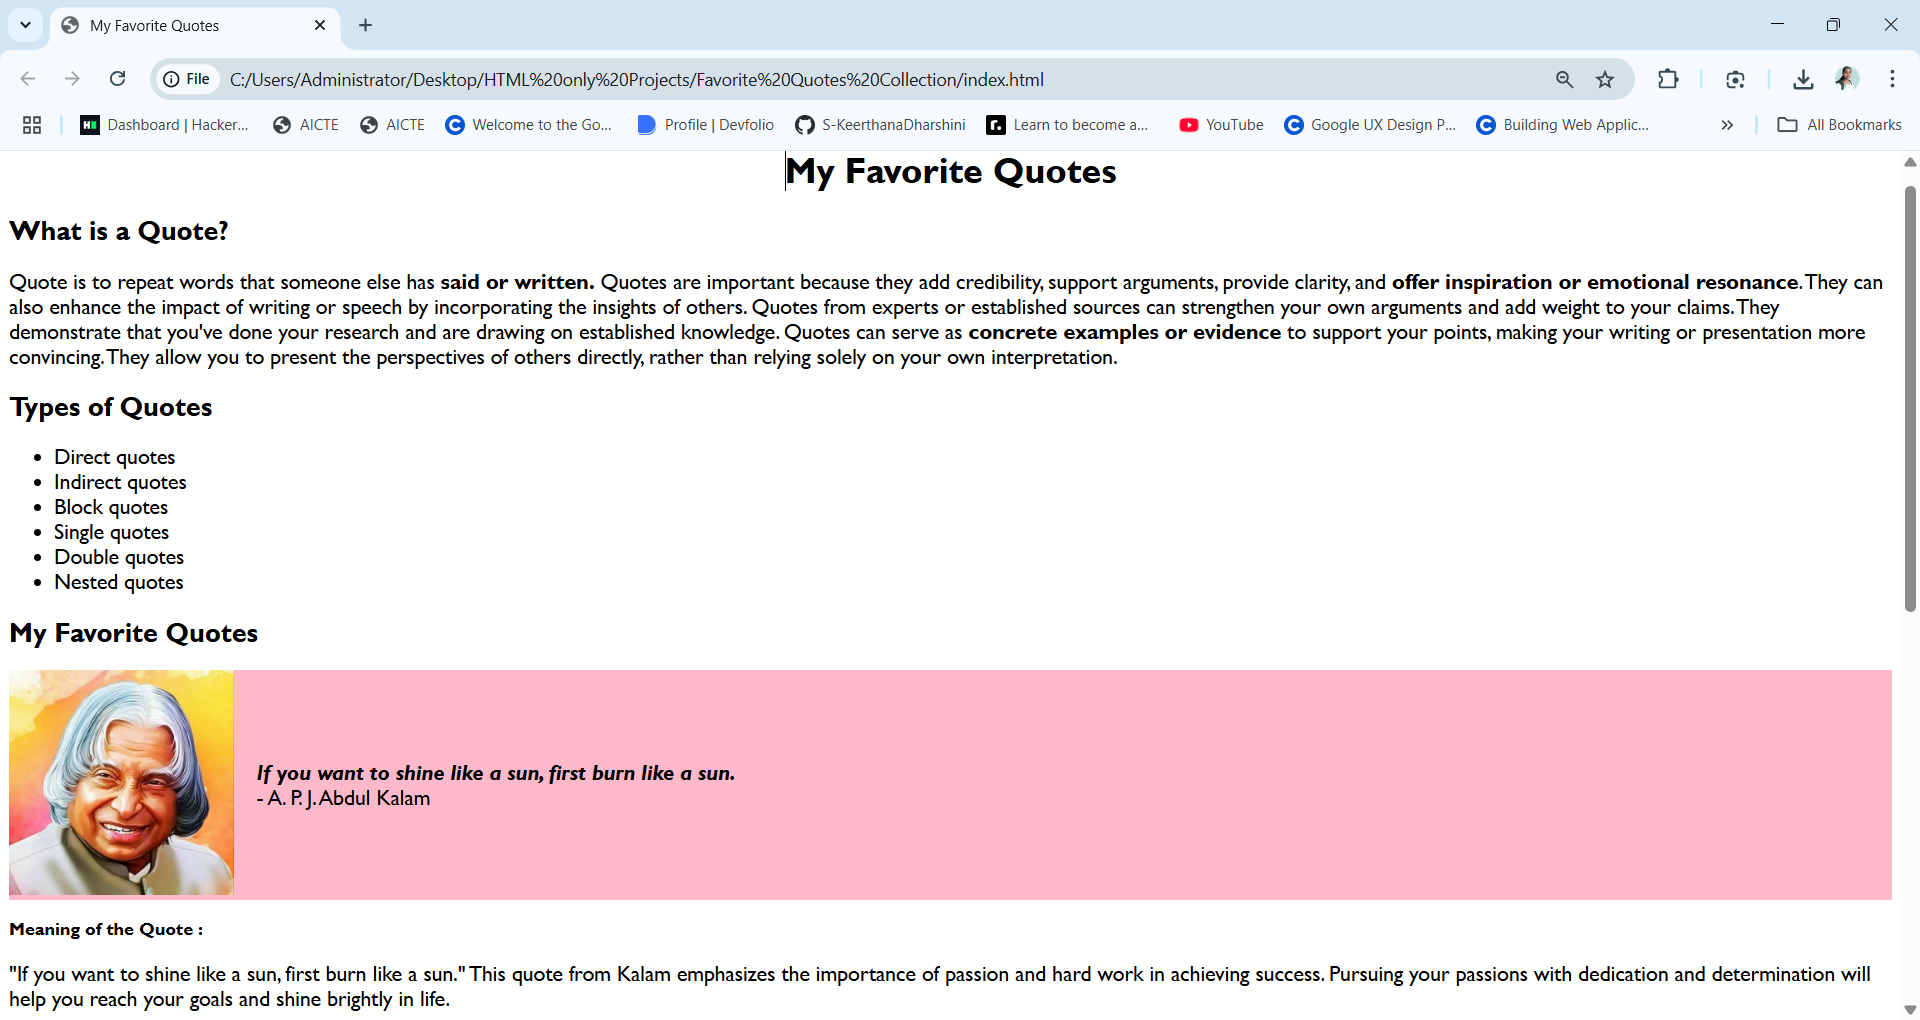 My Favorite Quotes
File C:/Users/Administrator/Desktop/HTML%20only%20Projects/Favorite%20Quotes%20Collection/index.html
Dashboard | Hacker... AICTE AICTE Welcome to the Go... Profile | Devfolio S-KeerthanaDharshini Learn to become a... YouTube Google UX Design P... Building Web Applic... » All Bookmarks
My Favorite Quotes
What is a Quote?
Quote is to repeat words that someone else has said or written. Quotes are important because they add credibility, support arguments, provide clarity, and offer inspiration or emotional resonance. They can
also enhance the impact of writing or speech by incorporating the insights of others. Quotes from experts or established sources can strengthen your own arguments and add weight to your claims. They
demonstrate that you've done your research and are drawing on established knowledge. Quotes can serve as concrete examples or evidence to support your points, making your writing or presentation more
convincing. They allow you to present the perspectives of others directly, rather than relying solely on your own interpretation.
Types of Quotes
• Direct quotes
• Indirect quotes
• Block quotes
• Single quotes
• Double quotes
• Nested quotes
My Favorite Quotes
If you want to shine like a sun, first burn like a sun.
- A. P. J. Abdul Kalam
Meaning of the Quote :
"If you want to shine like a sun, first burn like a sun." This quote from Kalam emphasizes the importance of passion and hard work in achieving success. Pursuing your passions with dedication and determination will
help you reach your goals and shine brightly in life.